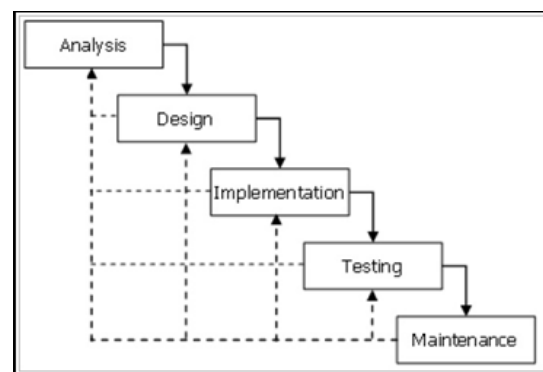 Analysis
Design
Implementation
Testing
Maintenance